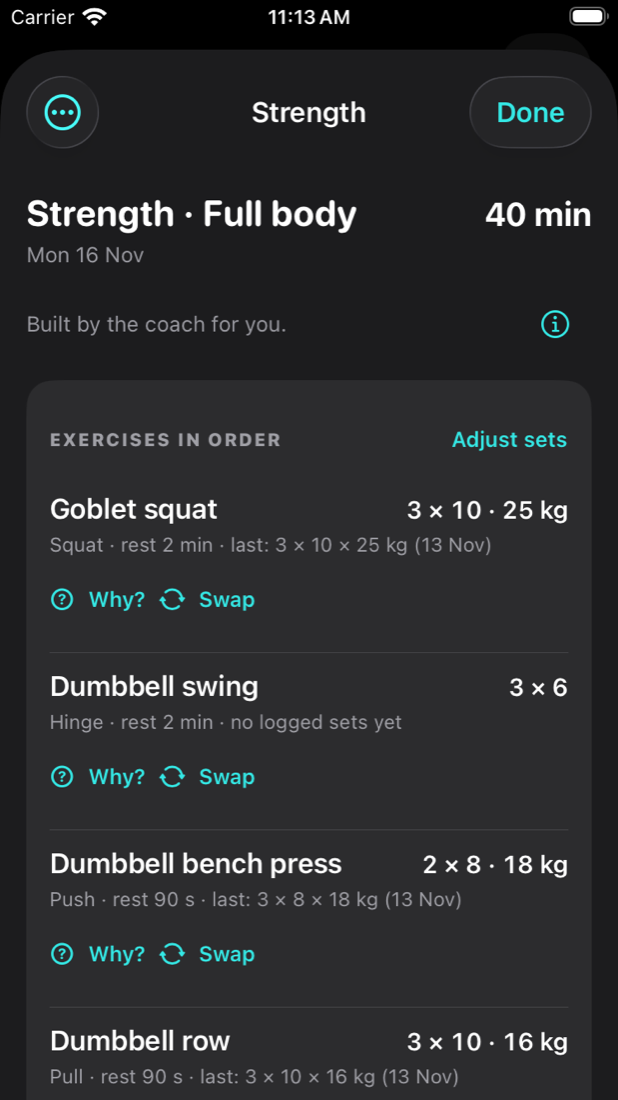 Carrier 11:13 AM
Strength Done
Strength · Full body 40 min
Mon 16 Nov
Built by the coach for you.
EXERCISES IN ORDER Adjust sets
Goblet squat 3 × 10 · 25 kg
Squat · rest 2 min · last: 3 × 10 × 25 kg (13 Nov)
Why? Swap
Dumbbell swing 3 × 6
Hinge · rest 2 min · no logged sets yet
Why? Swap
Dumbbell bench press 2 × 8 · 18 kg
Push · rest 90 s · last: 3 × 8 × 18 kg (13 Nov)
Why? Swap
Dumbbell row 3 × 10 · 16 kg
Pull · rest 90 s · last: 3 × 10 × 16 kg (13 Nov)